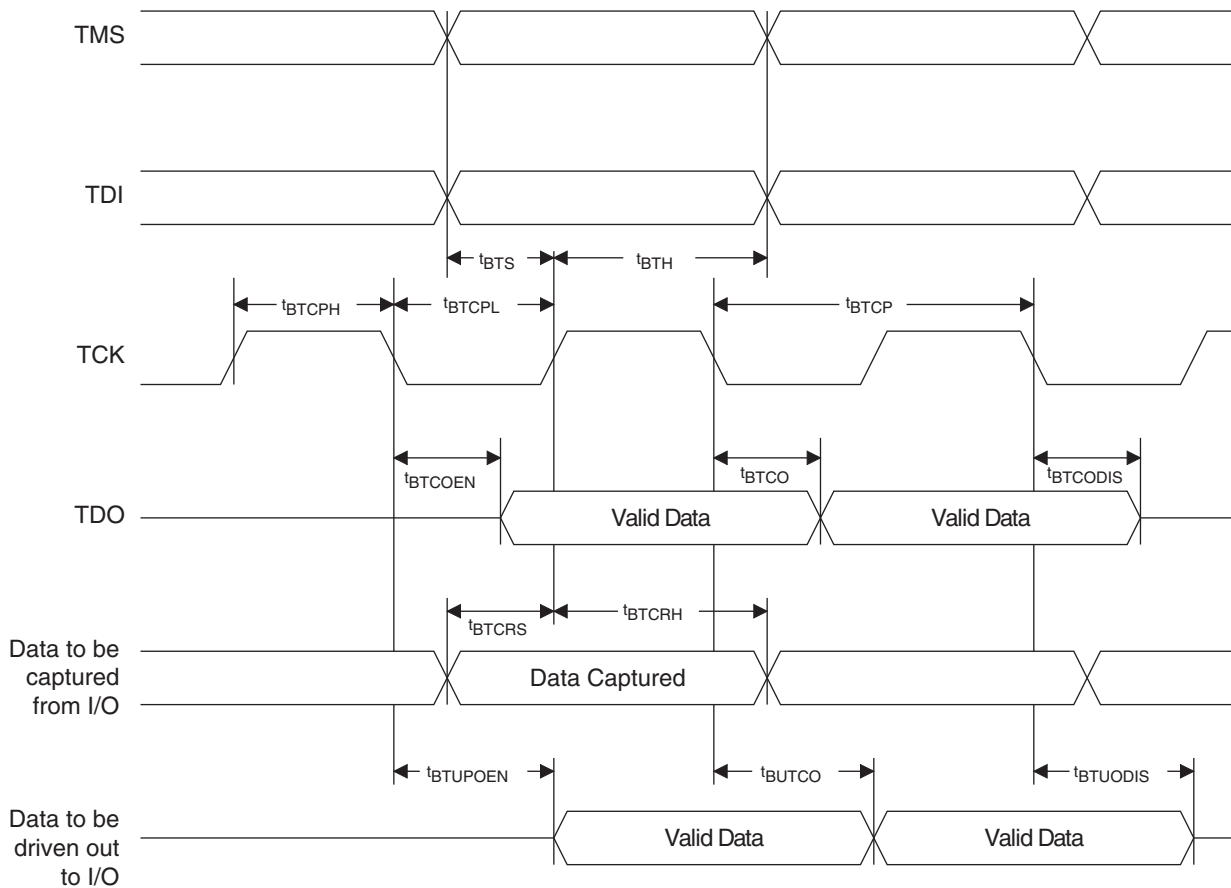 TMS
TDI
tBTS
tBTH
tBTCPH
tBTCPL
tBTCP
TCK
tBTCOEN
tBTCO
tBTCODIS
TDO
Valid Data
Valid Data
tBTCRS
tBTCRH
Data to be
captured
from I/O
Data Captured
tBTUPOEN
tBUTCO
tBTUODIS
Data to be
driven out
to I/O
Valid Data
Valid Data